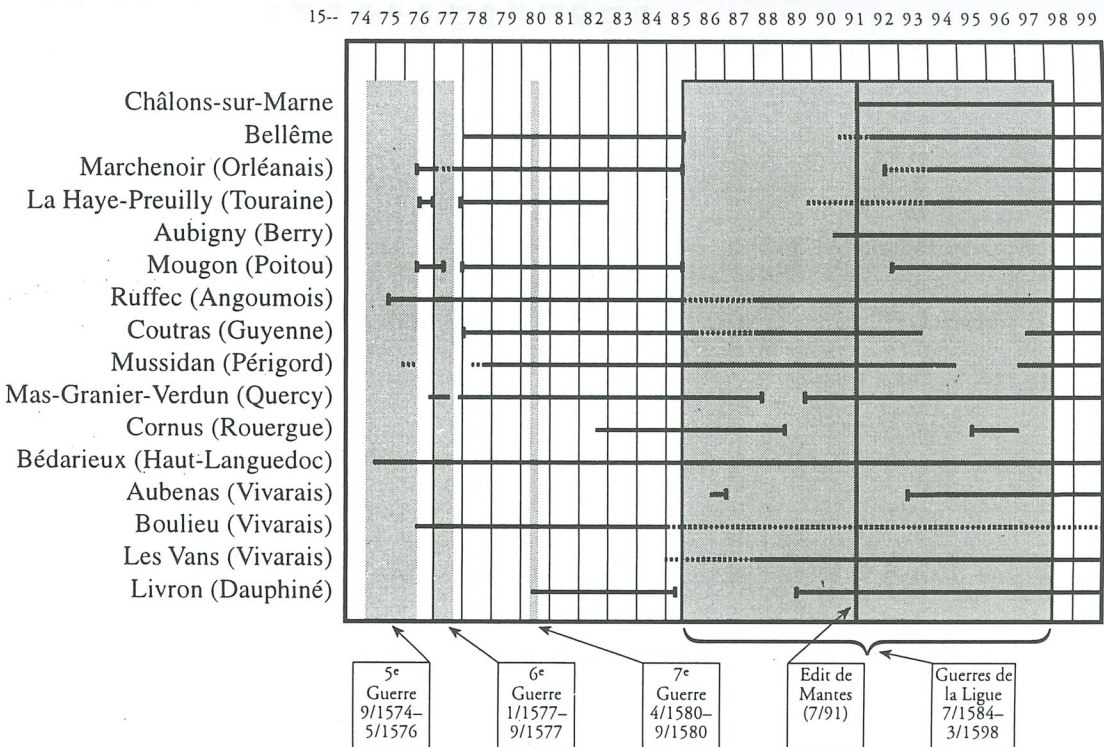 15-- 74 75 76 77 78 79 80 81 82 83 84 85 86 87 88 89 90 91 92 93 94 95 96 97 98 99
Châlons-sur-Marne
Bellême
Marchenoir (Orléanais)
La Haye-Preuilly (Touraine)
Aubigny (Berry)
Mougon (Poitou)
Ruffec (Angoumois)
Coutras (Guyenne)
Mussidan (Périgord)
Mas-Granier-Verdun (Quercy)
Cornus (Rouergue)
Bédarieux (Haut-Languedoc)
Aubenas (Vivarais)
Boulieu (Vivarais)
Les Vans (Vivarais)
Livron (Dauphiné)
5e
Guerre
9/1574–
5/1576
6e
Guerre
1/1577–
9/1577
7e
Guerre
4/1580–
9/1580
Edit de
Mantes
(7/91)
Guerres de
la Ligue
7/1584–
3/1598